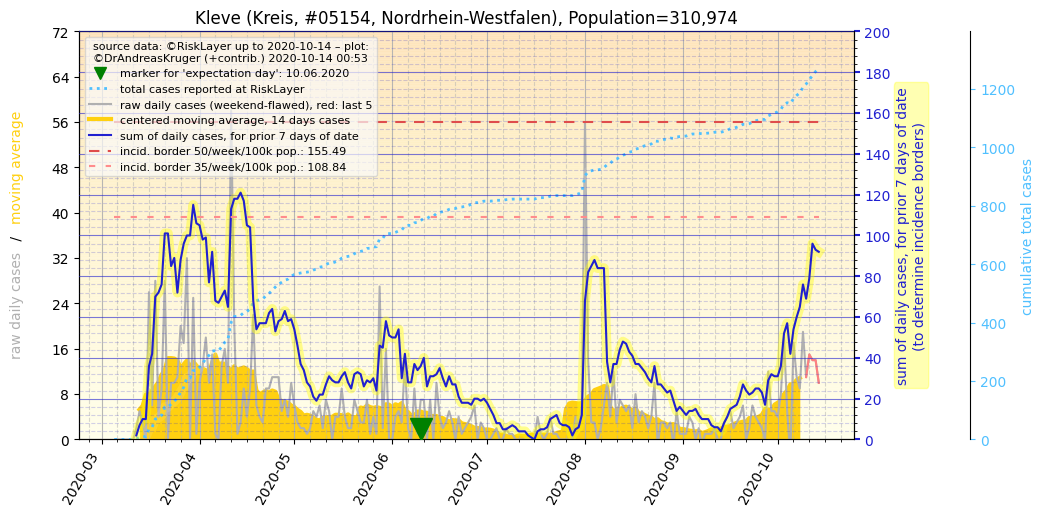 Kleve (Kreis, #05154, Nordrhein-Westfalen), Population=310,974
source data: ©RiskLayer up to 2020-10-14 – plot:
©DrAndreasKruger (+contrib.) 2020-10-14 00:53
marker for 'expectation day': 10.06.2020
total cases reported at RiskLayer
raw daily cases (weekend-flawed), red: last 5
centered moving average, 14 days cases
sum of daily cases, for prior 7 days of date
incid. border 50/week/100k pop.: 155.49
incid. border 35/week/100k pop.: 108.84
raw daily cases / moving average
72
64
56
48
40
32
24
16
8
0
2020-03
2020-04
2020-05
2020-06
2020-07
2020-08
2020-09
2020-10
200
180
160
140
120
100
80
60
40
20
0
sum of daily cases, for prior 7 days of date
(to determine incidence borders)
1200
1000
800
600
400
200
0
cumulative total cases